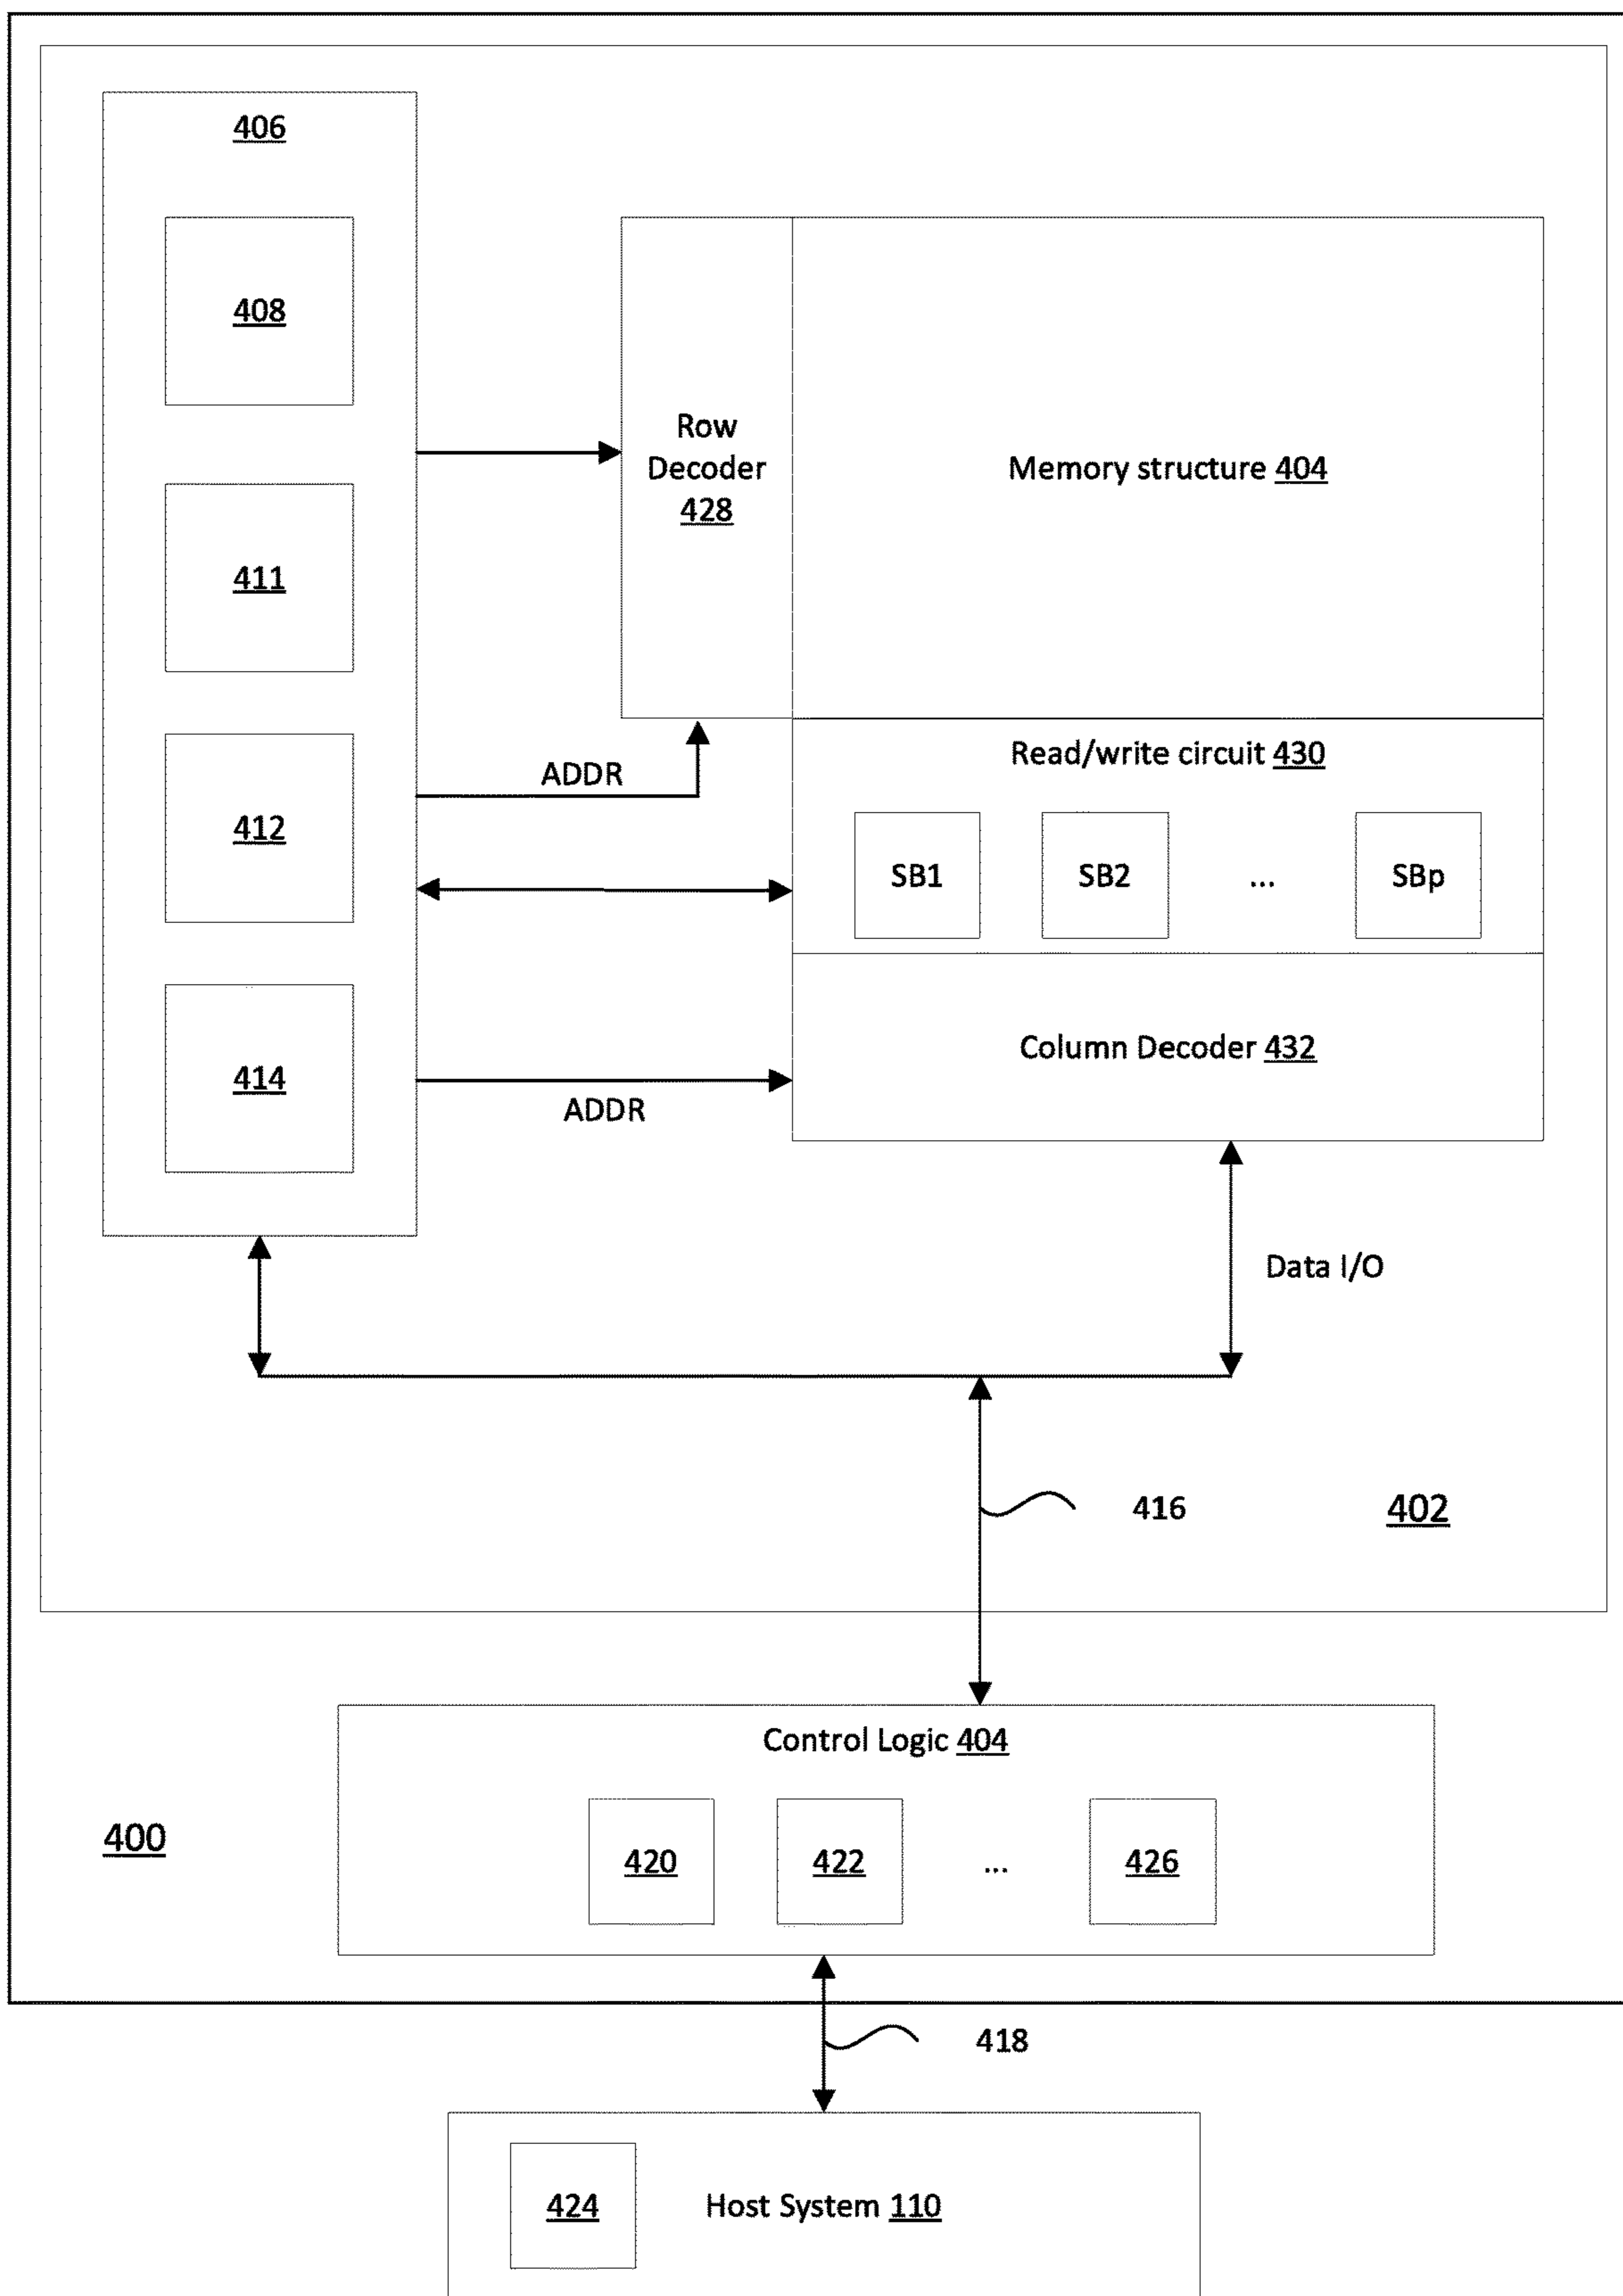 406
408
Row
Decoder
428
Memory structure 404
411
Read/write circuit 430
ADDR
412
SB1 SB2 ... SBp
Column Decoder 432
414
ADDR
Data I/O
416
402
Control Logic 404
400
420 422 ... 426
418
424
Host System 110